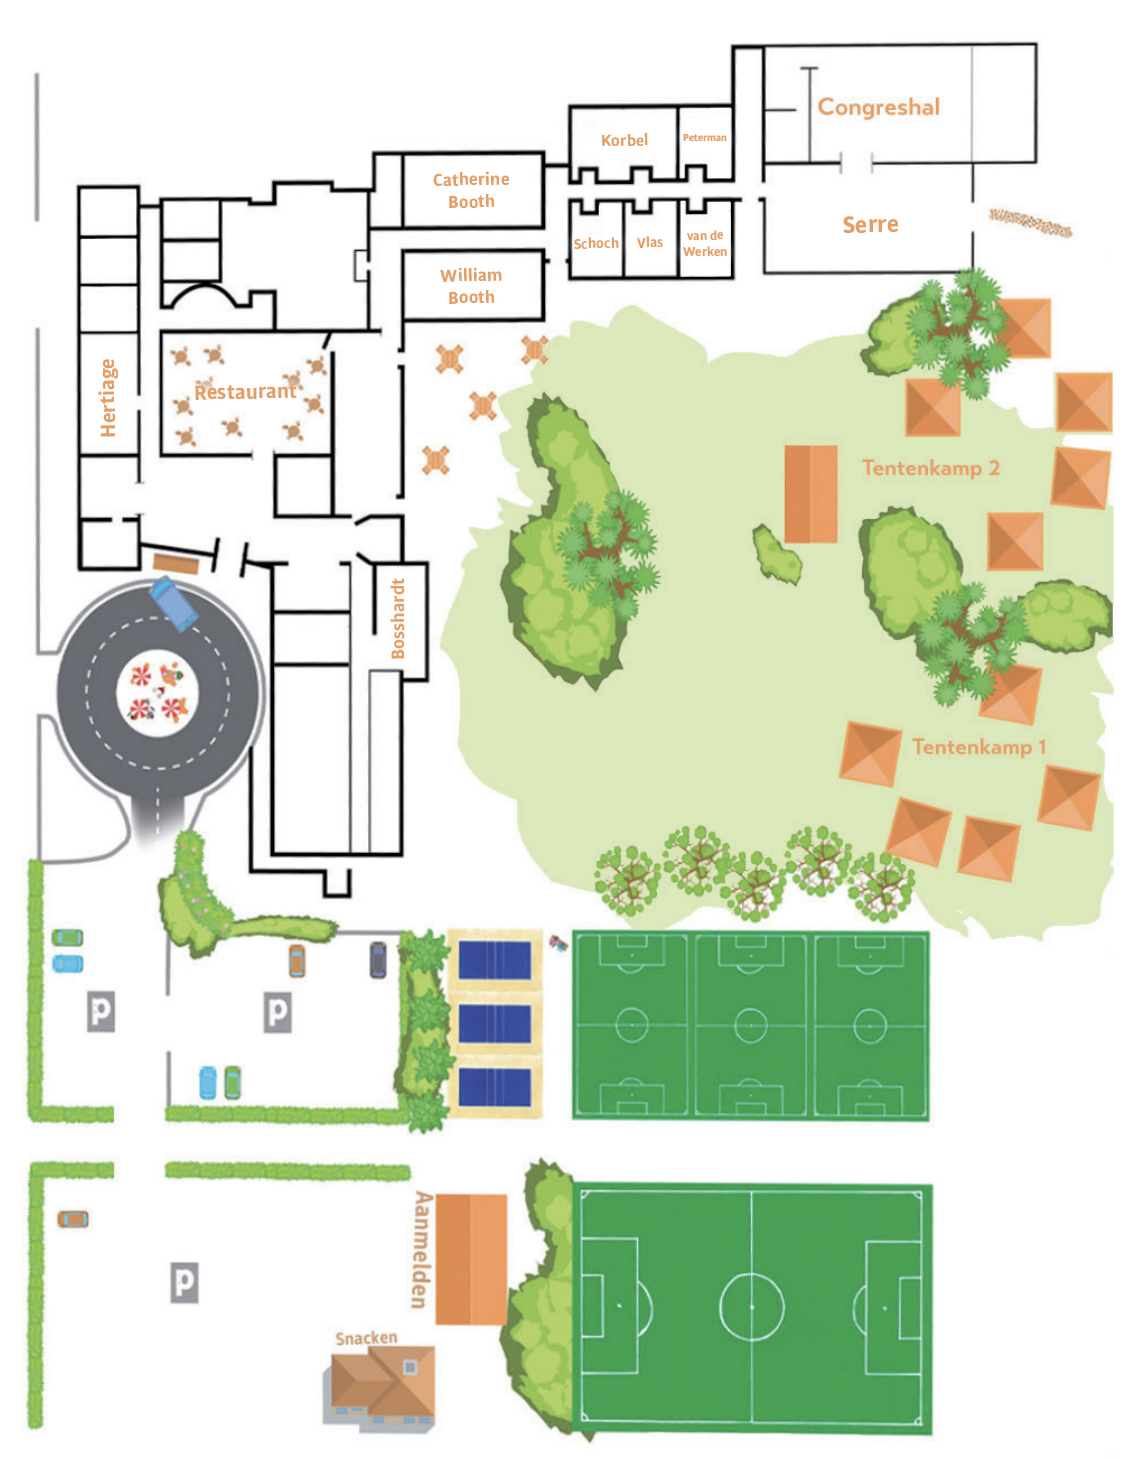 Congreshal
Korbel
Peterman
Catherine
Booth
Serre
Schoch
Vlas
van de
Werken
William
Booth
Hertiage
Restaurant
Tentenkamp 2
Bosshardt
Tentenkamp 1
P
P
Aanmelden
P
Snacken